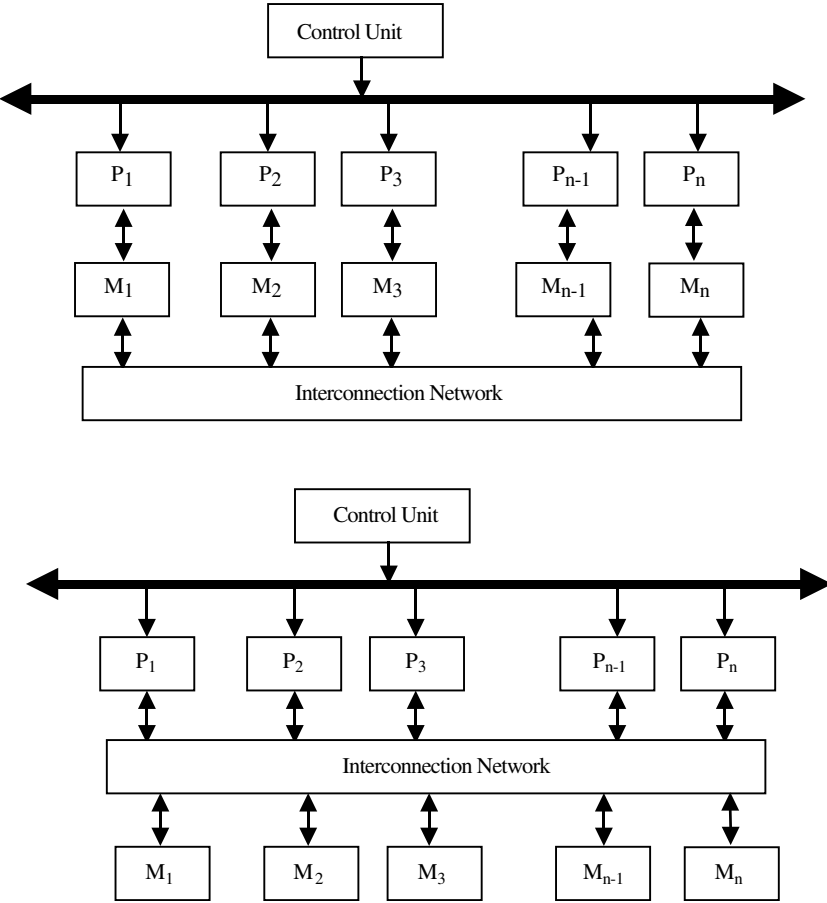 Control Unit
P1 P2 P3 Pn-1 Pn
M1 M2 M3 Mn-1 Mn
Interconnection Network
Control Unit
P1 P2 P3 Pn-1 Pn
Interconnection Network
M1 M2 M3 Mn-1 Mn